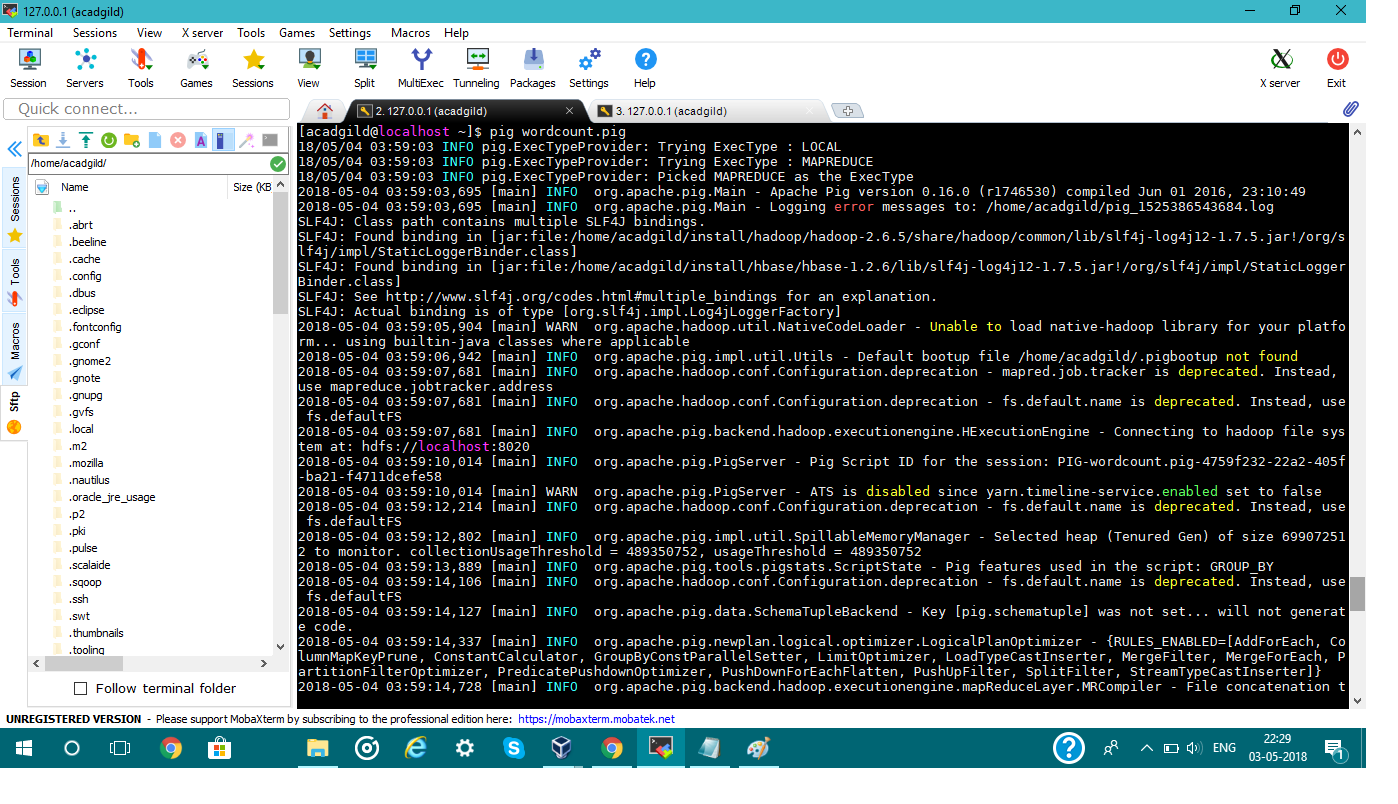 127.0.0.1 (acadgild)
Terminal Sessions View X server Tools Games Settings Macros Help
Session Servers Tools Games Sessions View Split MultiExec Tunneling Packages Settings Help X server Exit
Quick connect...
2. 127.0.0.1 (acadgild)
3. 127.0.0.1 (acadgild)
Sessions
Tools
Macros
Sftp
/home/acadgild/
Name Size (KB
..
.abrt
.beeline
.cache
.config
.dbus
.eclipse
.fontconfig
.gconf
.gnome2
.gnote
.gnupg
.gvfs
.local
.m2
.mozilla
.nautilus
.oracle_jre_usage
.p2
.pki
.pulse
.scalaide
.sqoop
.ssh
.swt
.thumbnails
.tooling
Follow terminal folder
[acadgild@localhost ~]$ pig wordcount.pig
18/05/04 03:59:03 INFO pig.ExecTypeProvider: Trying ExecType : LOCAL
18/05/04 03:59:03 INFO pig.ExecTypeProvider: Trying ExecType : MAPREDUCE
18/05/04 03:59:03 INFO pig.ExecTypeProvider: Picked MAPREDUCE as the ExecType
2018-05-04 03:59:03,695 [main] INFO  org.apache.pig.Main - Apache Pig version 0.16.0 (r1746530) compiled Jun 01 2016, 23:10:49
2018-05-04 03:59:03,695 [main] INFO  org.apache.pig.Main - Logging error messages to: /home/acadgild/pig_1525386543684.log
SLF4J: Class path contains multiple SLF4J bindings.
SLF4J: Found binding in [jar:file:/home/acadgild/install/hadoop/hadoop-2.6.5/share/hadoop/common/lib/slf4j-log4j12-1.7.5.jar!/org/s
lf4j/impl/StaticLoggerBinder.class]
SLF4J: Found binding in [jar:file:/home/acadgild/install/hbase/hbase-1.2.6/lib/slf4j-log4j12-1.7.5.jar!/org/slf4j/impl/StaticLogger
Binder.class]
SLF4J: See http://www.slf4j.org/codes.html#multiple_bindings for an explanation.
SLF4J: Actual binding is of type [org.slf4j.impl.Log4jLoggerFactory]
2018-05-04 03:59:05,904 [main] WARN  org.apache.hadoop.util.NativeCodeLoader - Unable to load native-hadoop library for your platfo
rm... using builtin-java classes where applicable
2018-05-04 03:59:06,942 [main] INFO  org.apache.pig.impl.util.Utils - Default bootup file /home/acadgild/.pigbootup not found
2018-05-04 03:59:07,681 [main] INFO  org.apache.hadoop.conf.Configuration.deprecation - mapred.job.tracker is deprecated. Instead,
use mapreduce.jobtracker.address
2018-05-04 03:59:07,681 [main] INFO  org.apache.hadoop.conf.Configuration.deprecation - fs.default.name is deprecated. Instead, use
fs.defaultFS
2018-05-04 03:59:07,681 [main] INFO  org.apache.pig.backend.hadoop.executionengine.HExecutionEngine - Connecting to hadoop file sys
tem at: hdfs://localhost:8020
2018-05-04 03:59:10,014 [main] INFO  org.apache.pig.PigServer - Pig Script ID for the session: PIG-wordcount.pig-4759f232-22a2-405f
-ba21-f4711dcefe58
2018-05-04 03:59:10,014 [main] WARN  org.apache.pig.PigServer - ATS is disabled since yarn.timeline-service.enabled set to false
2018-05-04 03:59:12,214 [main] INFO  org.apache.hadoop.conf.Configuration.deprecation - fs.default.name is deprecated. Instead, use
fs.defaultFS
2018-05-04 03:59:12,802 [main] INFO  org.apache.pig.impl.util.SpillableMemoryManager - Selected heap (Tenured Gen) of size 69907251
2 to monitor. collectionUsageThreshold = 489350752, usageThreshold = 489350752
2018-05-04 03:59:13,889 [main] INFO  org.apache.pig.tools.pigstats.ScriptState - Pig features used in the script: GROUP_BY
2018-05-04 03:59:14,106 [main] INFO  org.apache.hadoop.conf.Configuration.deprecation - fs.default.name is deprecated. Instead, use
fs.defaultFS
2018-05-04 03:59:14,127 [main] INFO  org.apache.pig.data.SchemaTupleBackend - Key [pig.schematuple] was not set... will not generat
e code.
2018-05-04 03:59:14,337 [main] INFO  org.apache.pig.newplan.logical.optimizer.LogicalPlanOptimizer - {RULES_ENABLED=[AddForEach, Co
lumnMapKeyPrune, ConstantCalculator, GroupByConstParallelSetter, LimitOptimizer, LoadTypeCastInserter, MergeFilter, MergeForEach, P
artitionFilterOptimizer, PredicatePushdownOptimizer, PushDownForEachFlatten, PushUpFilter, SplitFilter, StreamTypeCastInserter]}
2018-05-04 03:59:14,728 [main] INFO  org.apache.pig.backend.hadoop.executionengine.mapReduceLayer.MRCompiler - File concatenation t
UNREGISTERED VERSION - Please support MobaXterm by subscribing to the professional edition here: https://mobaxterm.mobatek.net
ENG
22:29
03-05-2018
1